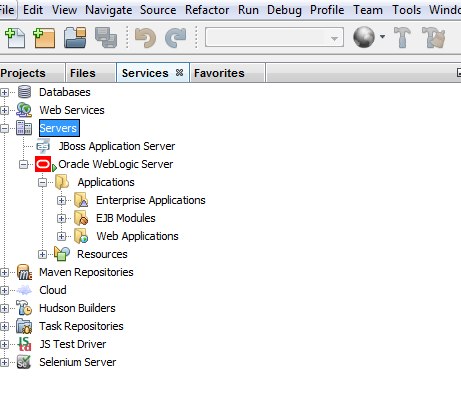 File Edit View Navigate Source Refactor Run Debug Profile Team Tools
Projects Files Services Favorites
Databases
Web Services
Servers
JBoss Application Server
Oracle WebLogic Server
Applications
Enterprise Applications
EJB Modules
Web Applications
Resources
Maven Repositories
Cloud
Hudson Builders
Task Repositories
JS Test Driver
Selenium Server